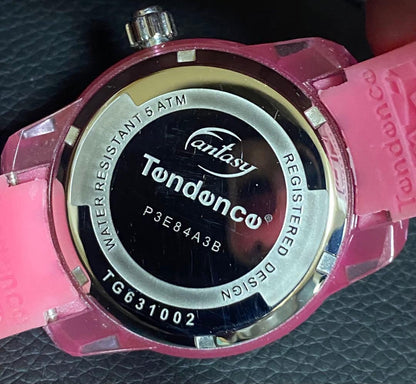 WATER RESISTANT 5 ATM
Fantasy
Tendence®
P3E84A3B
REGISTERED DESIGN
TG631002
Tendence